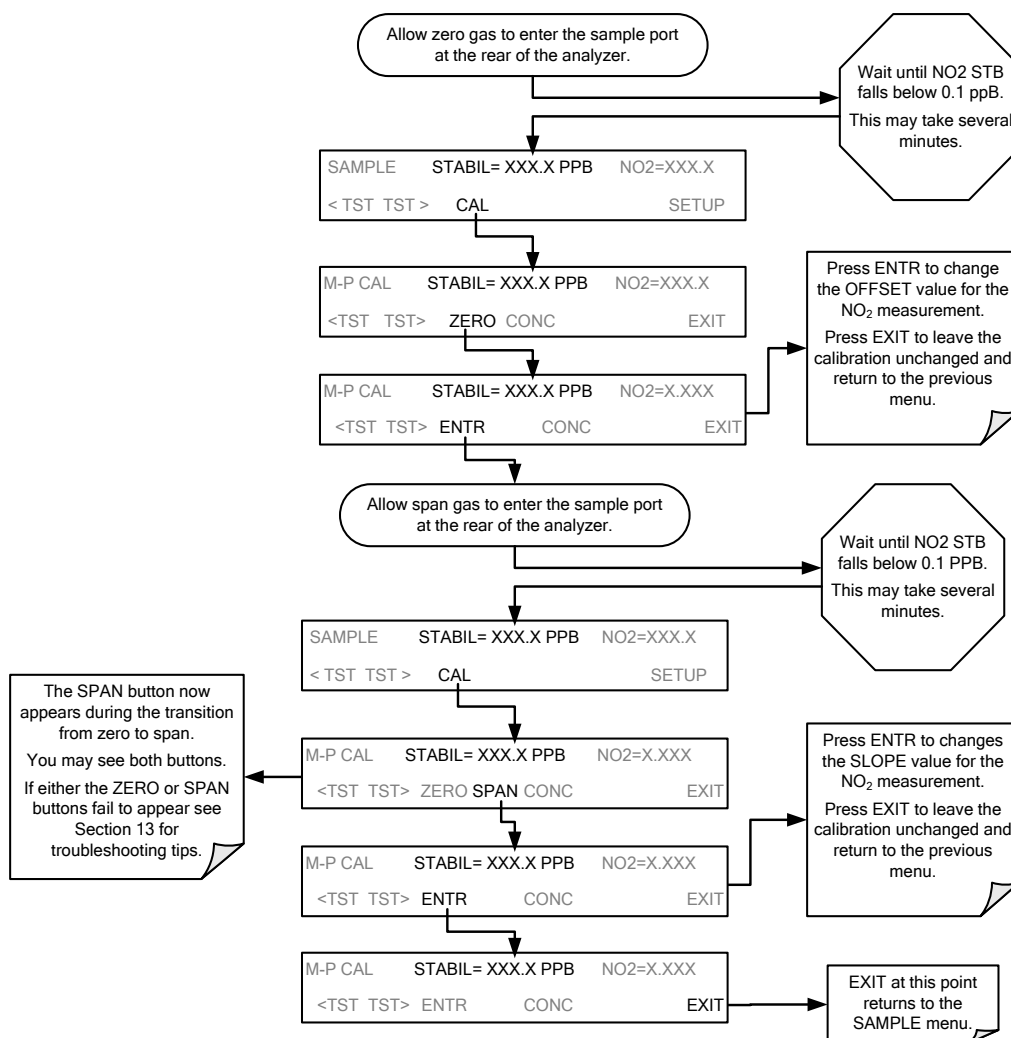 Allow zero gas to enter the sample port
at the rear of the analyzer.
Wait until NO2 STB
falls below 0.1 ppB.
This may take several
minutes.
SAMPLE STABIL= XXX.X PPB NO2=XXX.X
< TST TST > CAL SETUP
M-P CAL STABIL= XXX.X PPB NO2=XXX.X
<TST TST> ZERO CONC EXIT
Press ENTR to change
the OFFSET value for the
NO₂ measurement.
Press EXIT to leave the
calibration unchanged and
return to the previous
menu.
M-P CAL STABIL= XXX.X PPB NO2=X.XXX
<TST TST> ENTR CONC EXIT
Allow span gas to enter the sample port
at the rear of the analyzer.
Wait until NO2 STB
falls below 0.1 PPB.
This may take several
minutes.
SAMPLE STABIL= XXX.X PPB NO2=XXX.X
< TST TST > CAL SETUP
The SPAN button now
appears during the transition
from zero to span.
You may see both buttons.
If either the ZERO or SPAN
buttons fail to appear see
Section 13 for
troubleshooting tips.
M-P CAL STABIL= XXX.X PPB NO2=X.XXX
<TST TST> ZERO SPAN CONC EXIT
Press ENTR to changes
the SLOPE value for the
NO₂ measurement.
Press EXIT to leave the
calibration unchanged and
return to the previous
menu.
M-P CAL STABIL= XXX.X PPB NO2=X.XXX
<TST TST> ENTR CONC EXIT
M-P CAL STABIL= XXX.X PPB NO2=X.XXX
<TST TST> ENTR CONC EXIT
EXIT at this point
returns to the
SAMPLE menu.